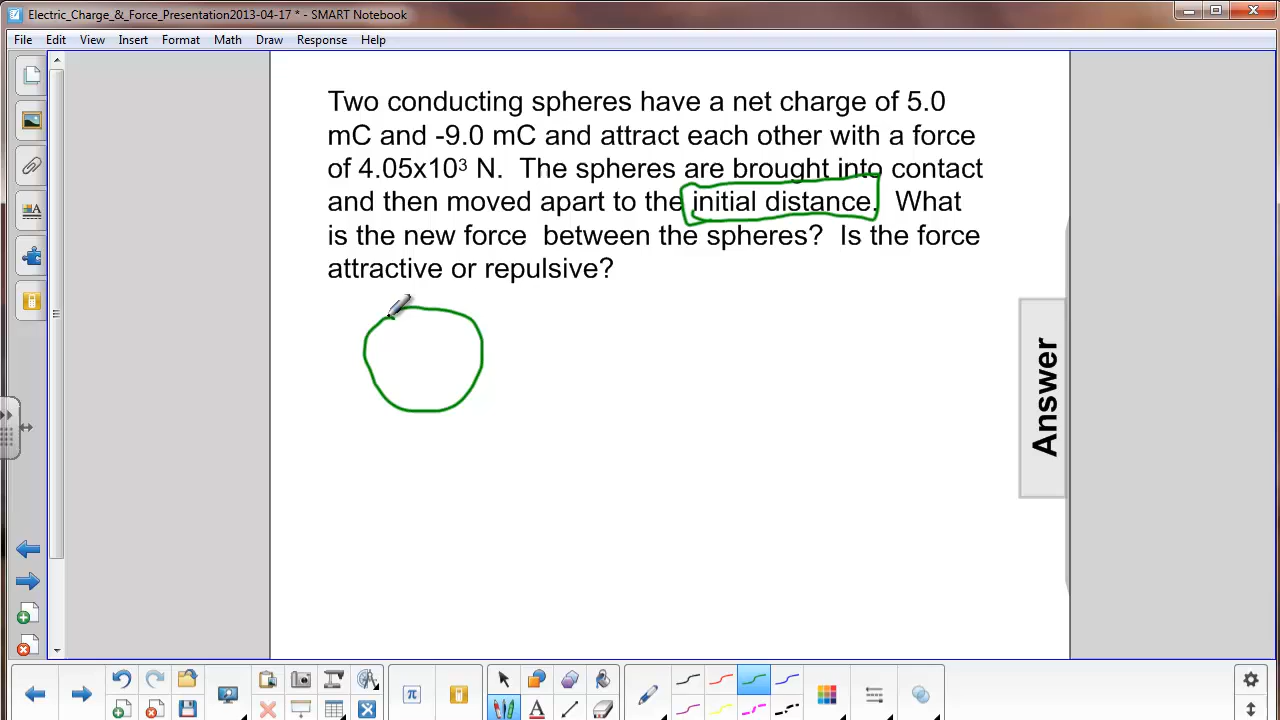 Electric_Charge_&_Force_Presentation2013-04-17 * - SMART Notebook
File Edit View Insert Format Math Draw Response Help
Two conducting spheres have a net charge of 5.0
mC and -9.0 mC and attract each other with a force
of 4.05x10³ N. The spheres are brought into contact
and then moved apart to the initial distance. What
is the new force between the spheres? Is the force
attractive or repulsive?
Answer
π
A